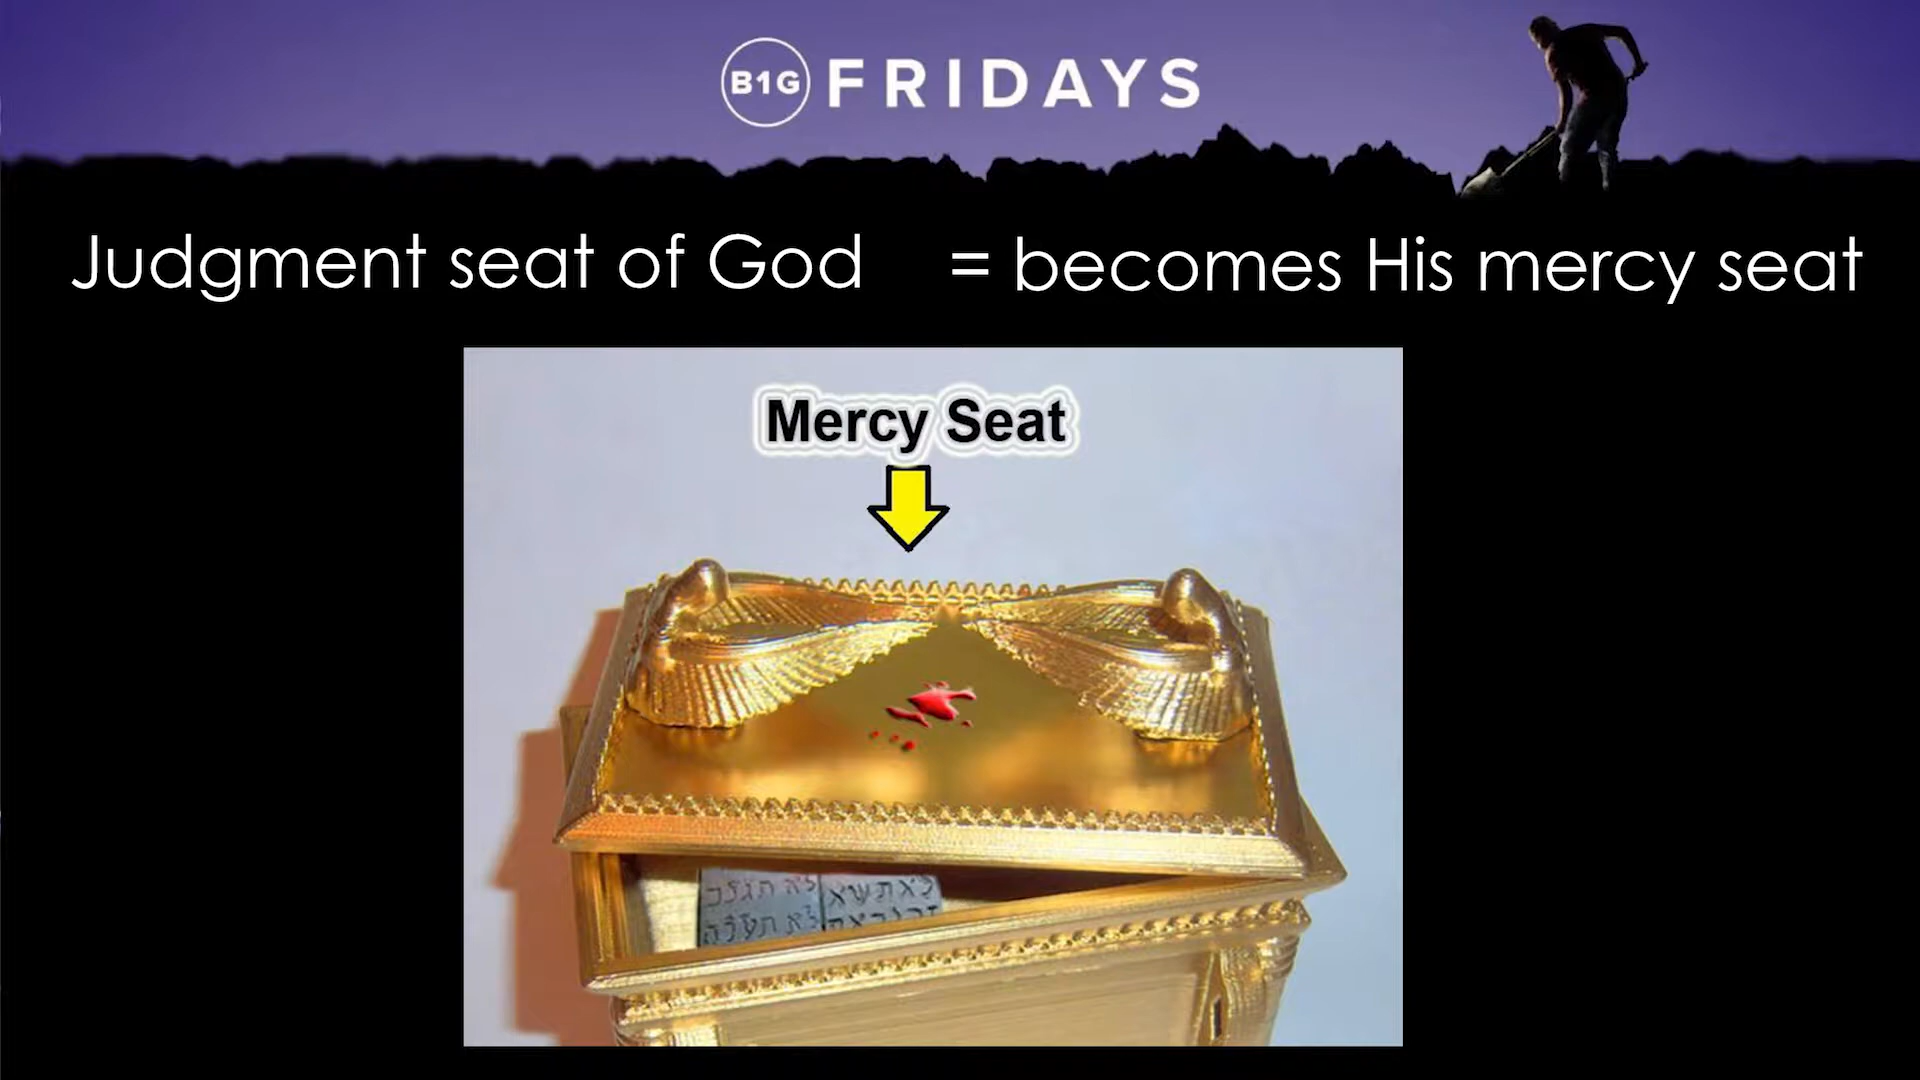 B1G FRIDAYS
Judgment seat of God = becomes His mercy seat
Mercy Seat